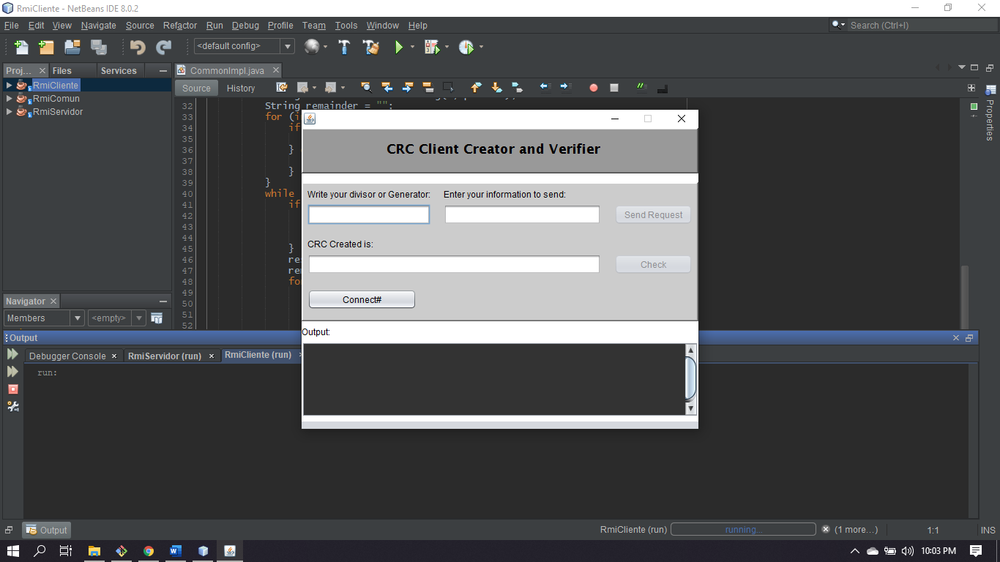 RmiCliente - NetBeans IDE 8.0.2
File Edit View Navigate Source Refactor Run Debug Profile Team Tools Window Help
Search (Ctrl+I)
<default config>
Proj... Files Services
CommonImpl.java
RmiCliente
RmiComun
RmiServidor
Source History
Properties
32 String remainder = "";
33 for (i
34 if
35
36 }
37
38 }
39 }
40 while
41 if
42
43
44
45 }
46 re
47 rem
48 fo
49
50
51
52
Navigator
Members <empty>
CRC Client Creator and Verifier
Write your divisor or Generator: Enter your information to send:
Send Request
CRC Created is:
Check
Connect#
Output:
Output
Debugger Console RmiServidor (run) RmiCliente (run)
run:
Output
RmiCliente (run) running... (1 more...) 1:1 INS
10:03 PM